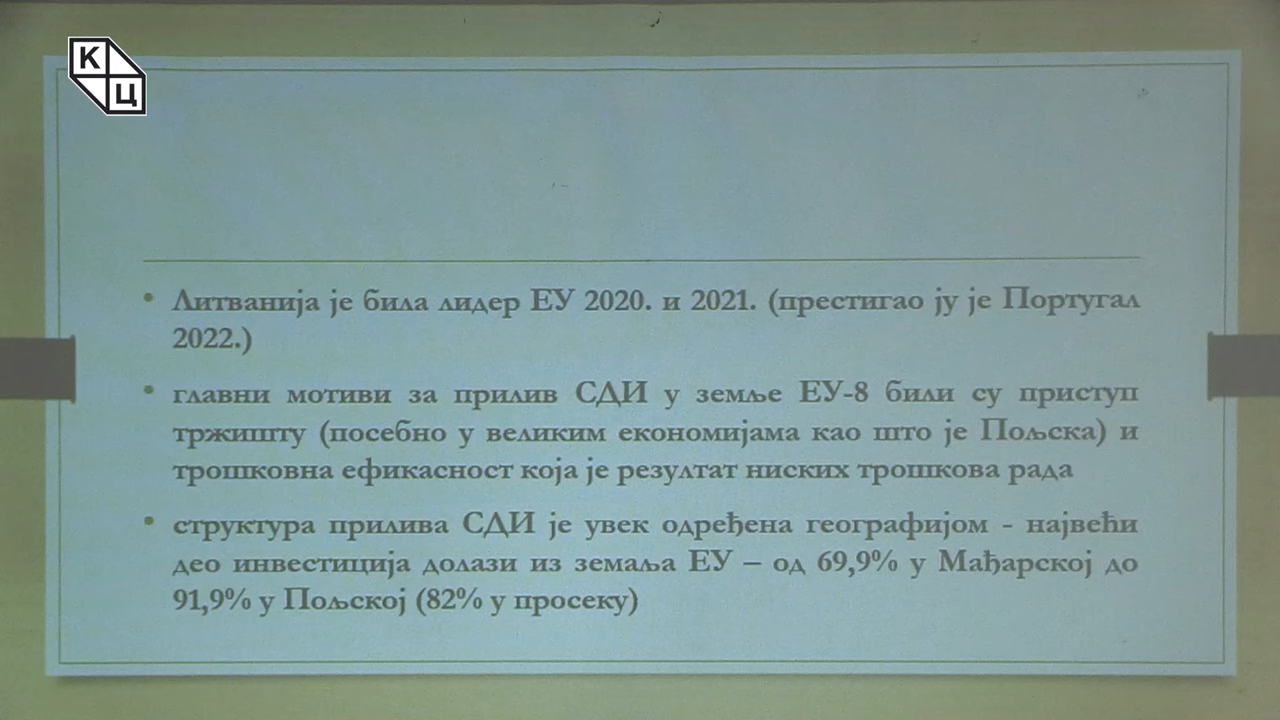 К
Ц
• Литванија је била лидер ЕУ 2020. и 2021. (престигао ју је Португал
2022.)
• главни мотиви за прилив СДИ у земље ЕУ-8 били су приступ
тржишту (посебно у великим економијама као што је Пољска) и
трошковна ефикасност која је резултат ниских трошкова рада
• структура прилива СДИ је увек одређена географијом - највећи
део инвестиција долази из земаља ЕУ – од 69,9% у Мађарској до
91,9% у Пољској (82% у просеку)